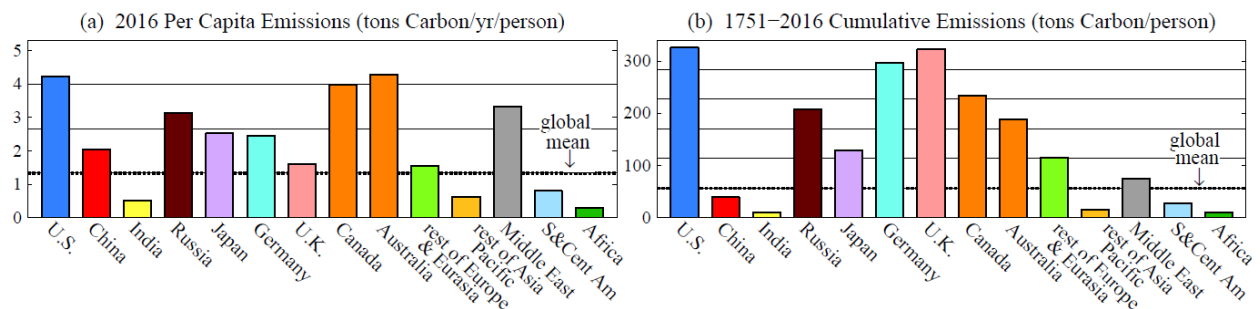 (a) 2016 Per Capita Emissions (tons Carbon/yr/person)
5
4
3
2
1
0
global
mean
U.S.
China
India
Russia
Japan
Germany
U.K.
Canada
Australia
rest of Europe
& Eurasia
rest of Asia
Pacific
Middle East
S&Cent Am
Africa
(b) 1751−2016 Cumulative Emissions (tons Carbon/person)
300
200
100
0
global
mean
U.S.
China
India
Russia
Japan
Germany
U.K.
Canada
Australia
rest of Europe
& Eurasia
rest of Asia
Pacific
Middle East
S&Cent Am
Africa